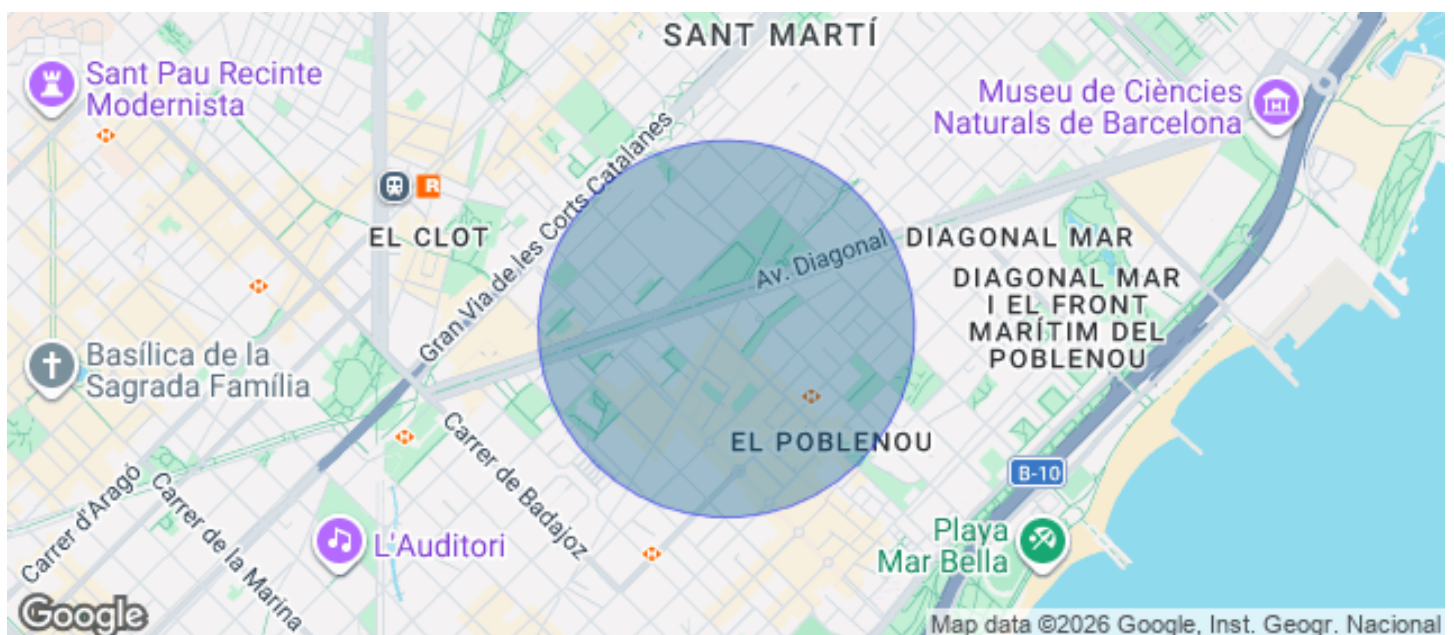 SANT MARTÍ
Sant Pau Recinte
Modernista
Museu de Ciències
Naturals de Barcelona
Gran Via de les Corts Catalanes
R
EL CLOT
Av. Diagonal
DIAGONAL MAR
DIAGONAL MAR
I EL FRONT
MARÍTIM DEL
POBLENOU
Basílica de la
Sagrada Família
EL POBLENOU
Carrer de Badajoz
B-10
Carrer d'Aragó
Carrer de la Marina
L'Auditori
Playa
Mar Bella
Google
Map data ©2026 Google, Inst. Geogr. Nacional